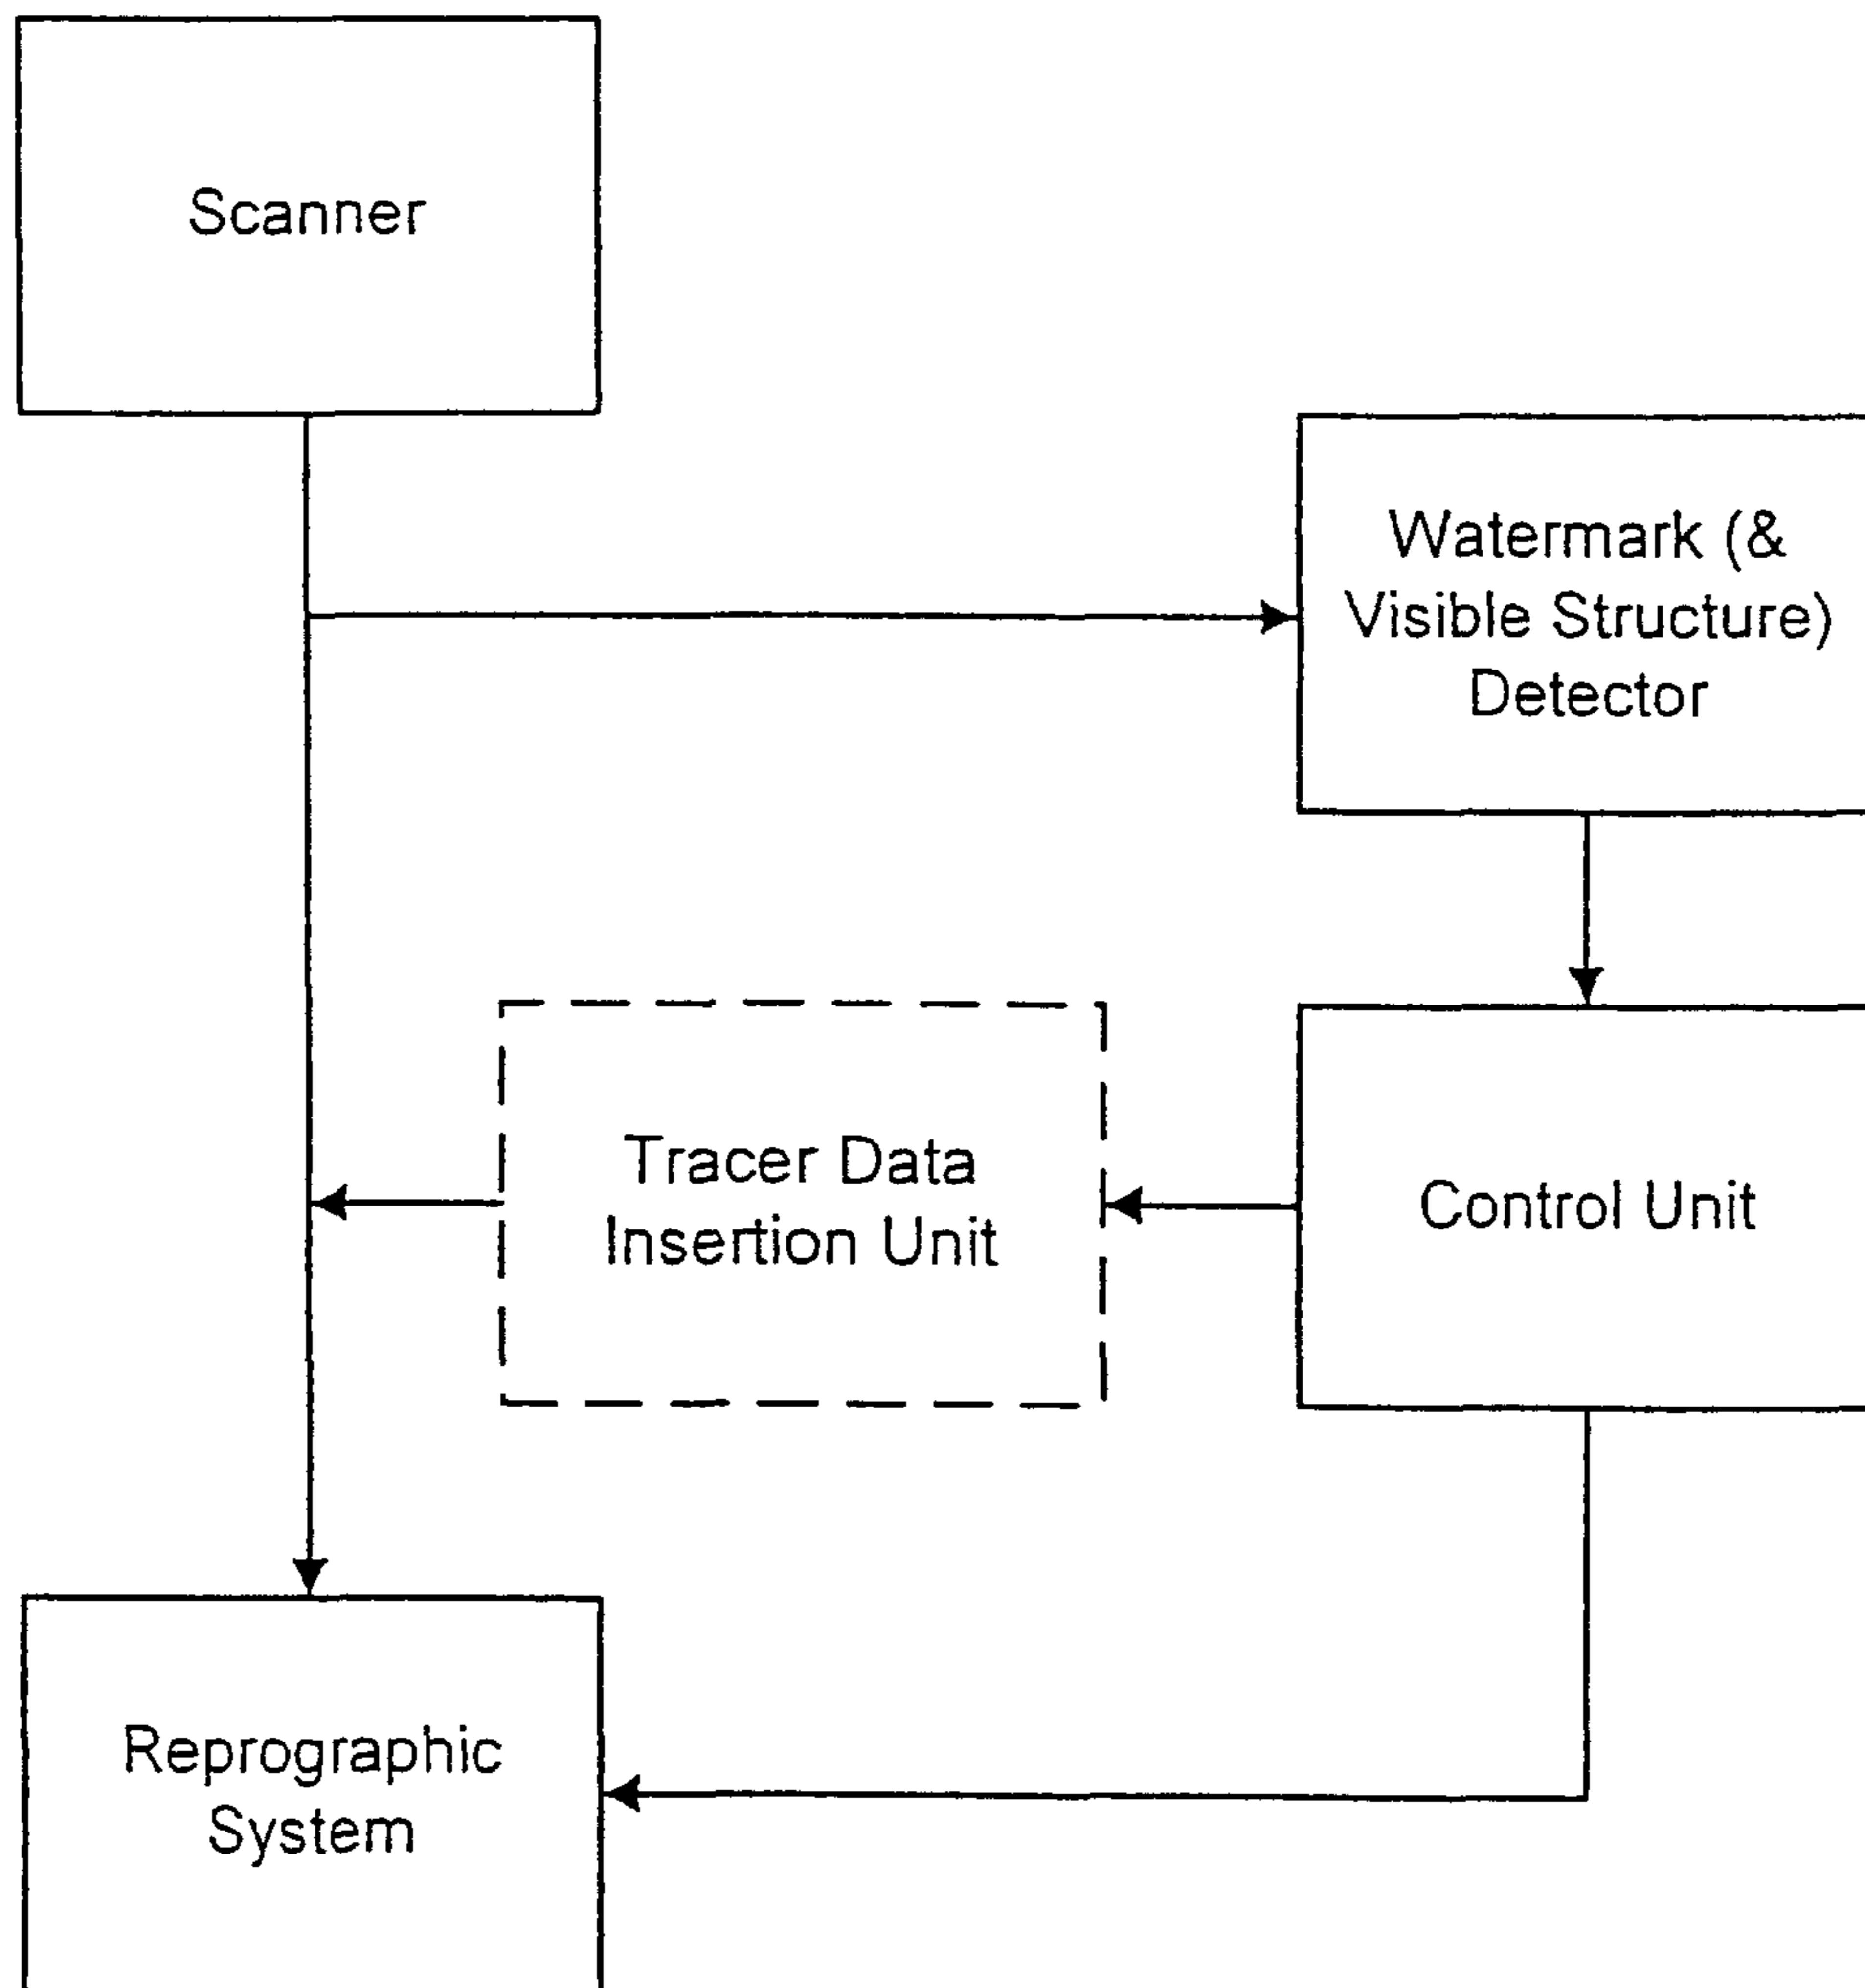 Scanner
Watermark (&
Visible Structure)
Detector
Tracer Data
Insertion Unit
Control Unit
Reprographic
System